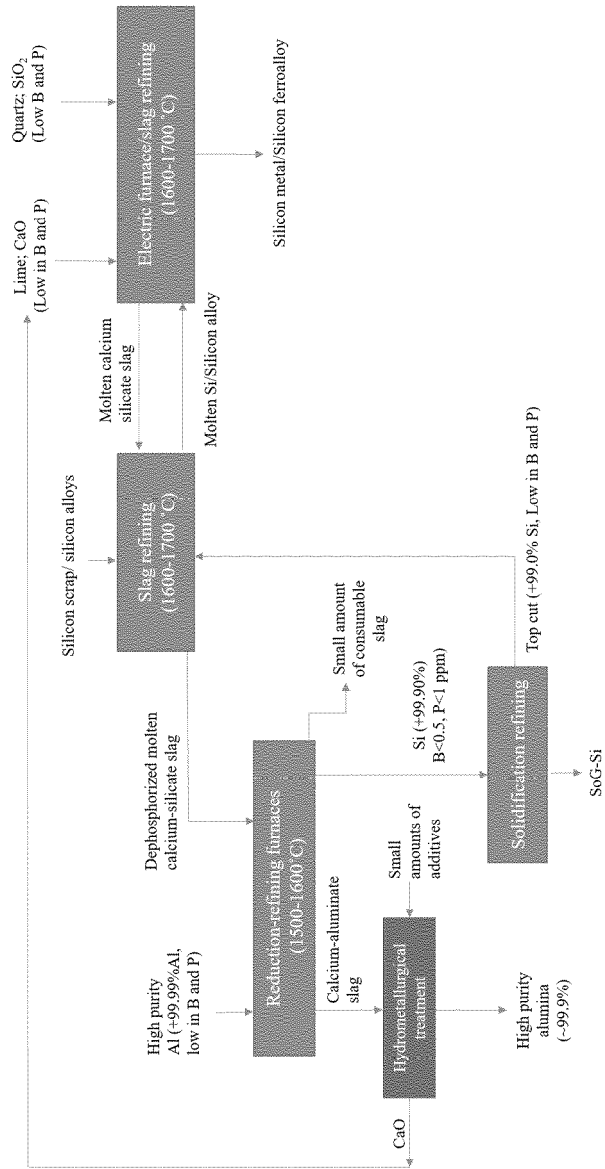 Lime; CaO
(Low in B and P)
Quartz; SiO₂
(Low B and P)
Electric furnace/slag refining
(1600-1700 ˚C)
Silicon metal/Silicon ferroalloy
Molten calcium
silicate slag
Molten Si/Silicon alloy
Silicon scrap/ silicon alloys
Slag refining
(1600-1700 ˚C)
Dephosphorized molten
calcium-silicate slag
High purity
Al (+99.99%Al,
low in B and P)
Reduction-refining furnaces
(1500-1600˚C)
Small amount
of consumable
slag
Calcium-aluminate
slag
Si (+99.90%)
B<0.5, P<1 ppm)
Top cut (+99.0% Si, Low in B and P)
CaO
Hydrometallurgical
treatment
Small
amounts of
additives
Solidification refining
High purity
alumina
(~99.9%)
SoG-Si